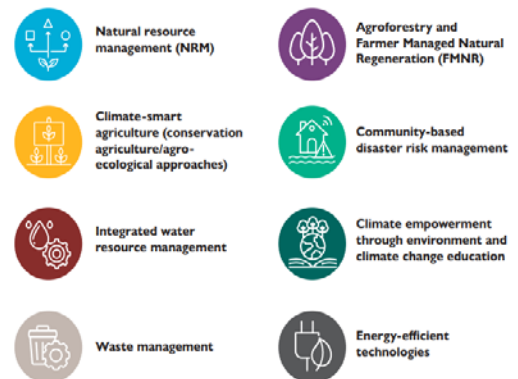 Natural resource
management (NRM)
Agroforestry and
Farmer Managed Natural
Regeneration (FMNR)
Climate-smart
agriculture (conservation
agriculture/agro-
ecological approaches)
Community-based
disaster risk management
Integrated water
resource management
Climate empowerment
through environment and
climate change education
Waste management
Energy-efficient
technologies